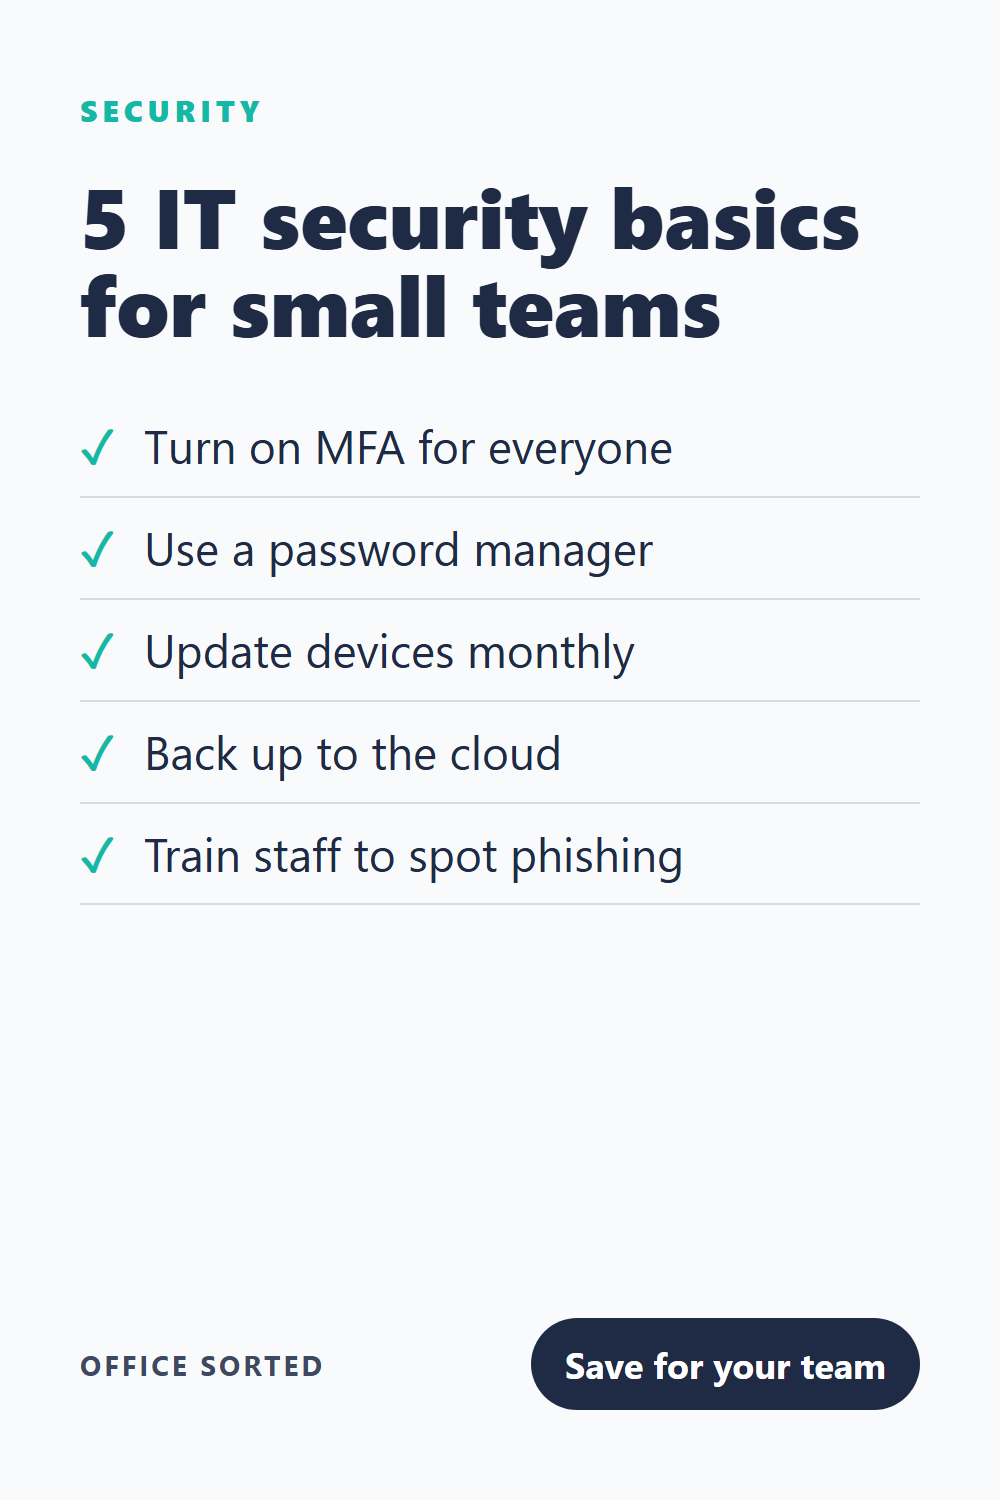 SECURITY
5 IT security basics
for small teams
✓ Turn on MFA for everyone
✓ Use a password manager
✓ Update devices monthly
✓ Back up to the cloud
✓ Train staff to spot phishing
OFFICE SORTED
Save for your team